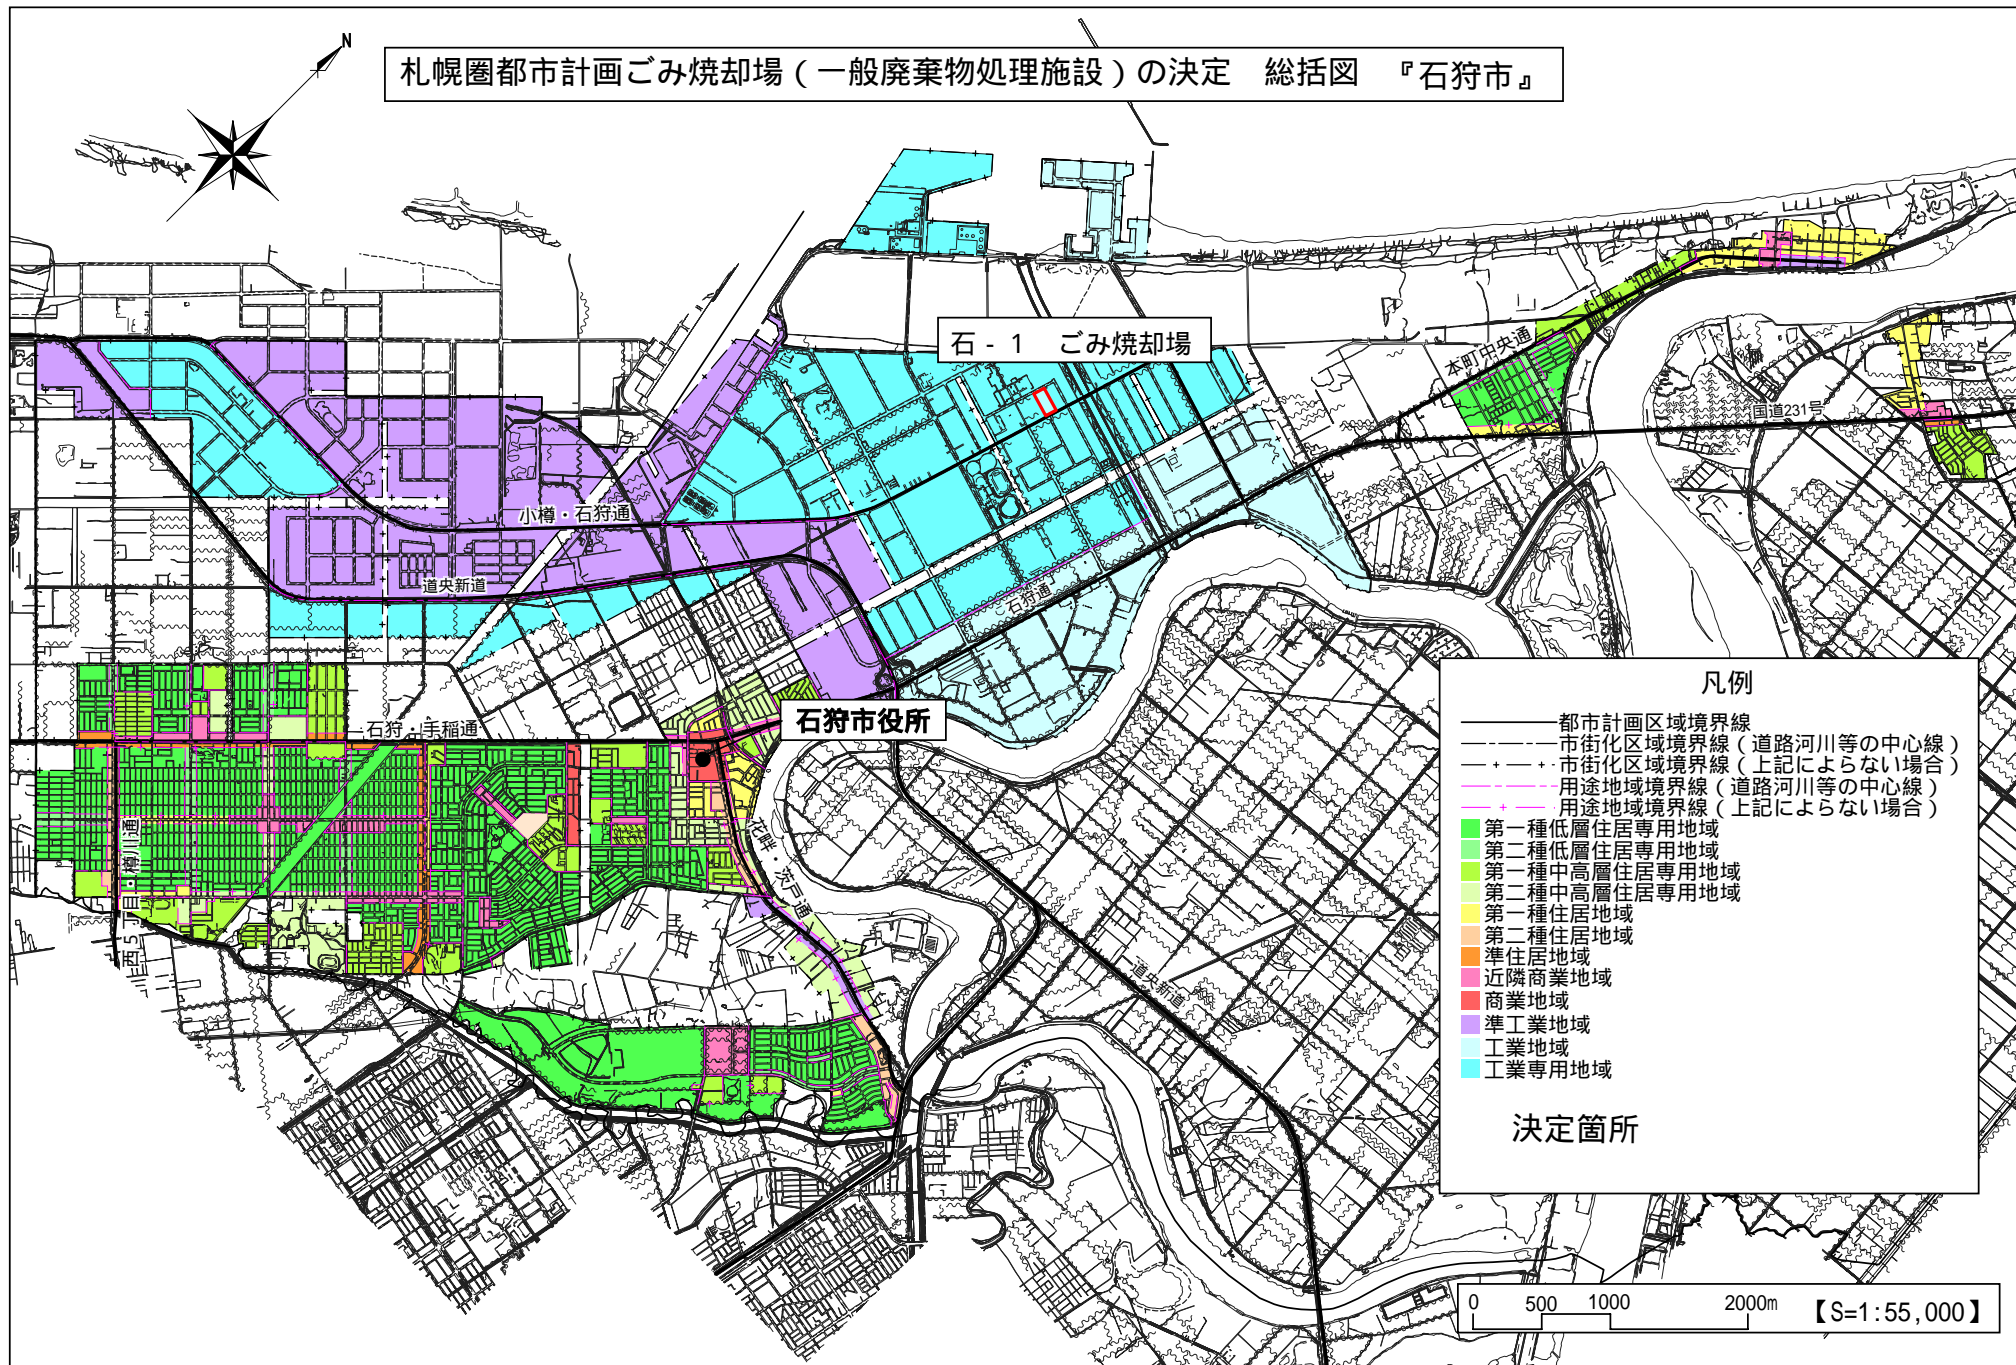 N
札幌圏都市計画ごみ焼却場（一般廃棄物処理施設）の決定　総括図　『石狩市』
石 - 1　ごみ焼却場
本町中央通
国道231号
小樽・石狩通
道央新道
石狩通
石狩・手稲通
石狩市役所
西5丁目・樽川通
花畔・茨戸通
道央新道
凡例
都市計画区域境界線
市街化区域境界線（道路河川等の中心線）
市街化区域境界線（上記によらない場合）
用途地域境界線（道路河川等の中心線）
用途地域境界線（上記によらない場合）
第一種低層住居専用地域
第二種低層住居専用地域
第一種中高層住居専用地域
第二種中高層住居専用地域
第一種住居地域
第二種住居地域
準住居地域
近隣商業地域
商業地域
準工業地域
工業地域
工業専用地域
決定箇所
0 500 1000 2000m 【S=1:55,000】